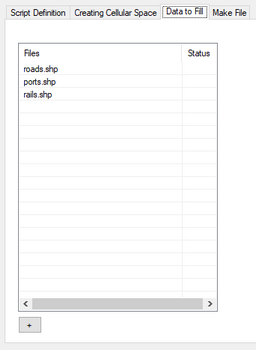 Script Definition Creating Cellular Space Data to Fill Make File
Files Status
roads.shp
ports.shp
rails.shp
+